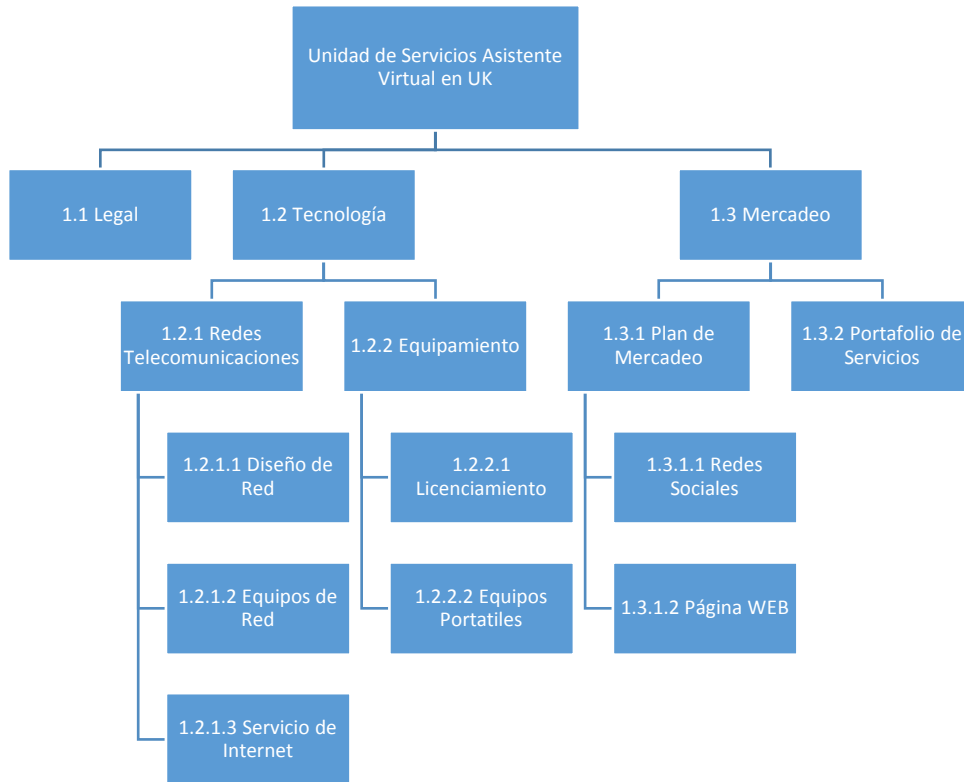 Unidad de Servicios Asistente
Virtual en UK
1.1 Legal
1.2 Tecnología
1.3 Mercadeo
1.2.1 Redes
Telecomunicaciones
1.2.2 Equipamiento
1.3.1 Plan de
Mercadeo
1.3.2 Portafolio de
Servicios
1.2.1.1 Diseño de
Red
1.2.2.1
Licenciamiento
1.3.1.1 Redes
Sociales
1.2.1.2 Equipos de
Red
1.2.2.2 Equipos
Portatiles
1.3.1.2 Página WEB
1.2.1.3 Servicio de
Internet